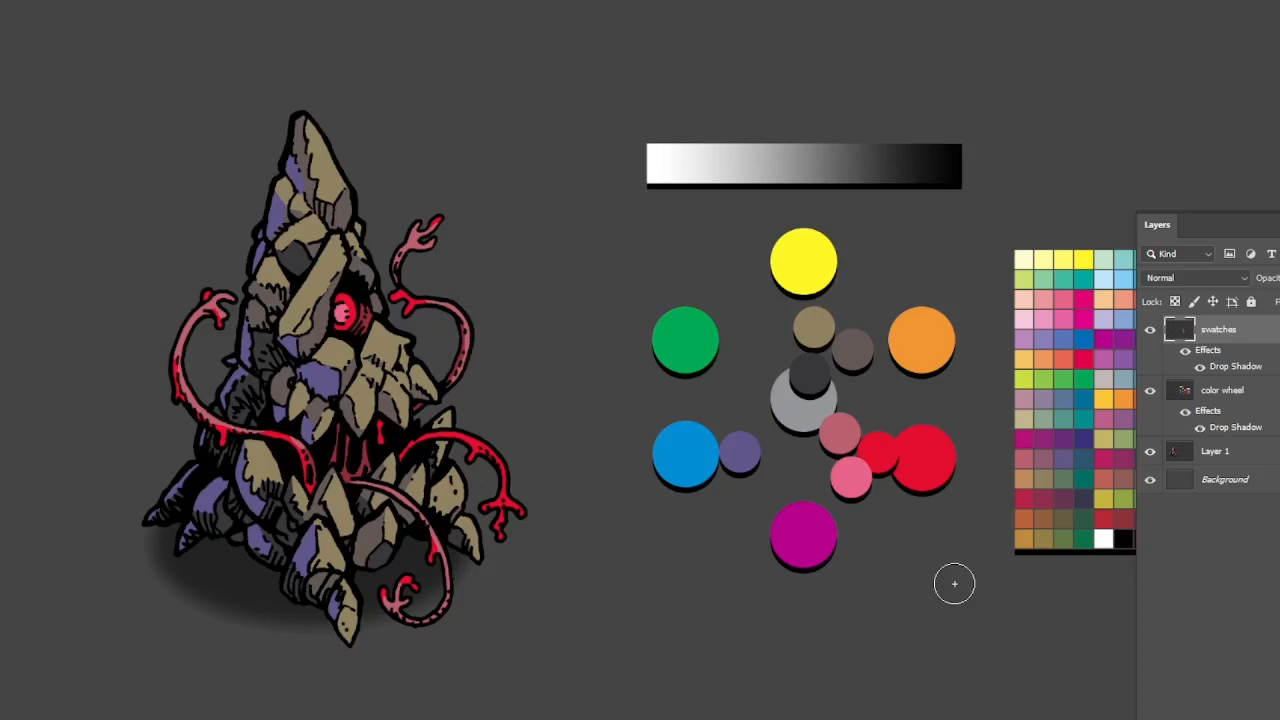 Layers
Kind
T
Normal
Opaci
Lock:
F
swatches
Effects
Drop Shadow
color wheel
Effects
Drop Shadow
Layer 1
Background